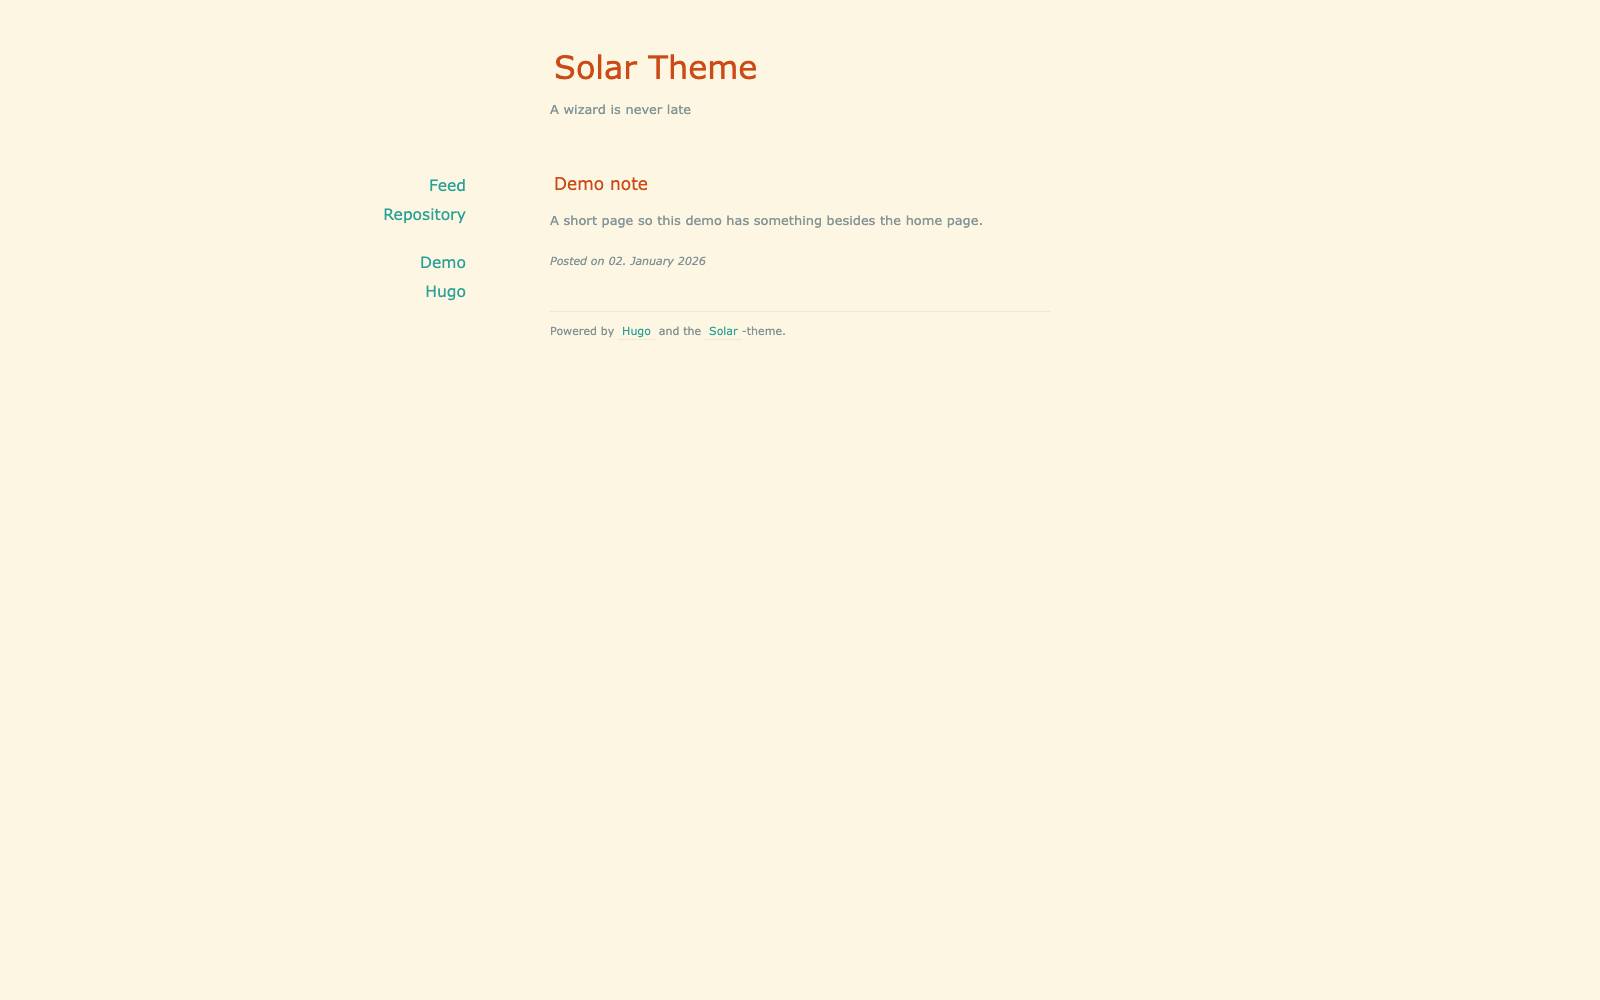 Solar Theme
A wizard is never late
Feed
Repository
Demo
Hugo
Demo note
A short page so this demo has something besides the home page.
Posted on 02. January 2026
Powered by Hugo and the Solar -theme.